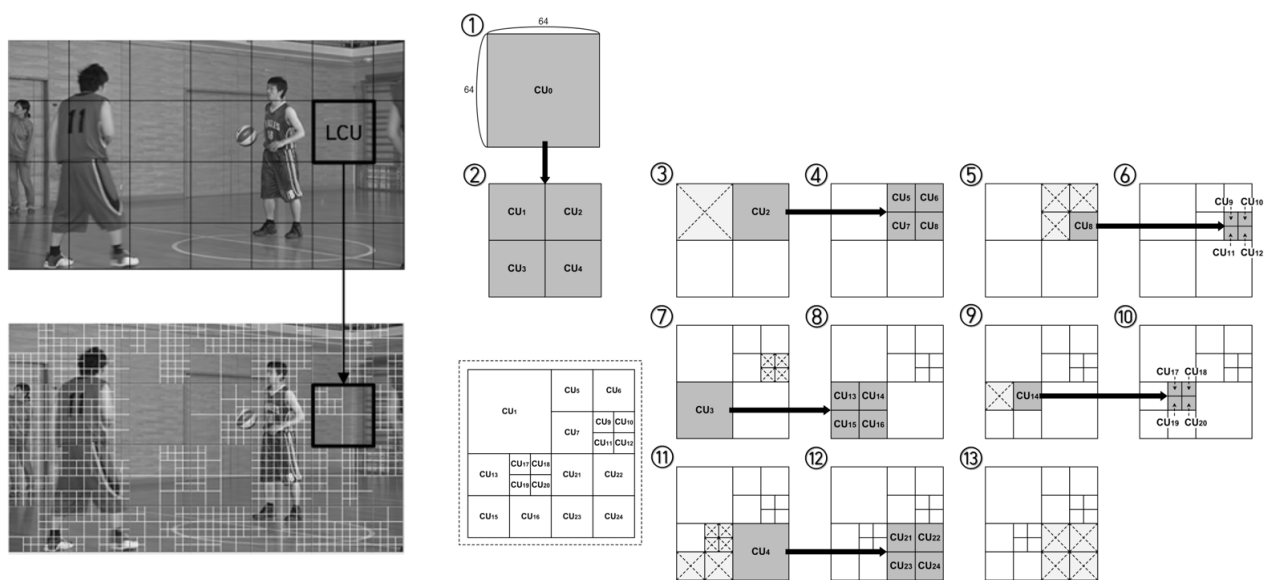 11
LCU
① 64
64
CU0
②
CU1 CU2
CU3 CU4
③ CU2
④ CU5 CU6
CU7 CU8
⑤ CU8
⑥ CU9 CU10
CU11 CU12
⑦ CU3
⑧ CU13 CU14
CU15 CU16
⑨ CU14
⑩ CU17 CU18
CU19 CU20
⑪ CU4
⑫ CU21 CU22
CU23 CU24
⑬
CU1 CU5 CU6
CU7 CU9 CU10
CU11 CU12
CU13 CU17 CU18 CU21 CU22
CU19 CU20
CU15 CU16 CU23 CU24